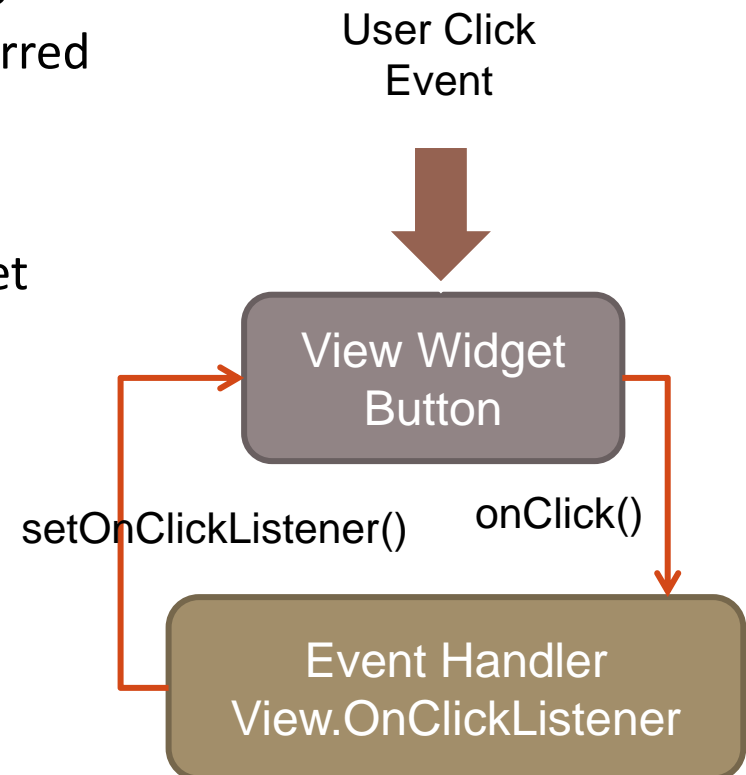 rred
et
User Click
Event
View Widget
Button
setOnClickListener()
onClick()
Event Handler
View.OnClickListener